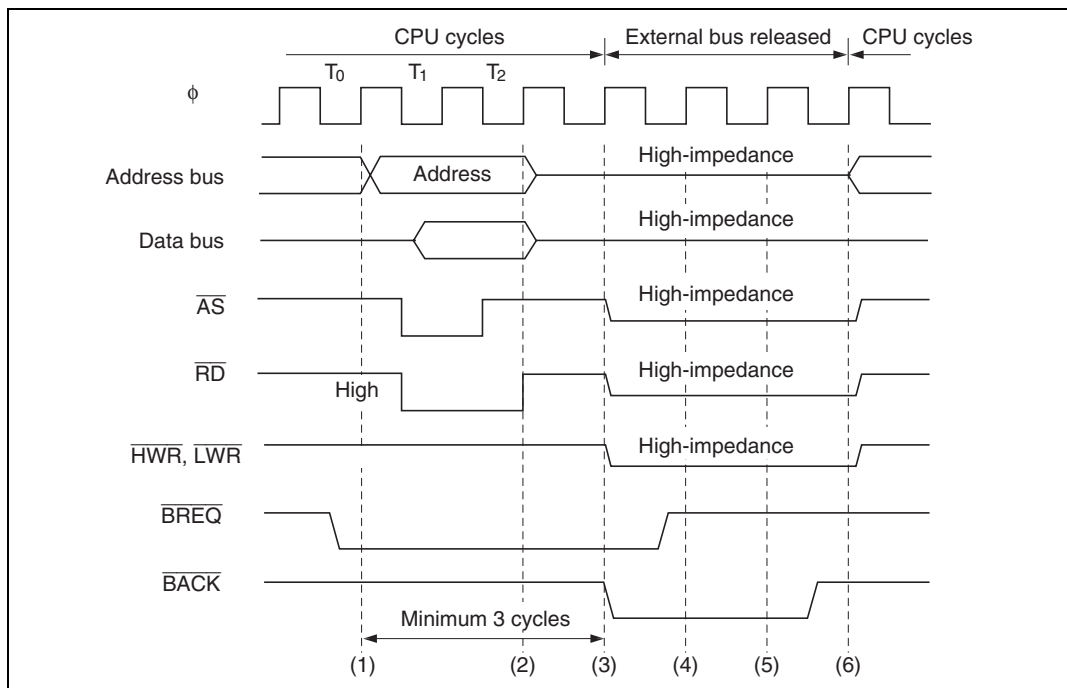 CPU cycles External bus released CPU cycles
T0 T1 T2
ϕ
High-impedance
Address bus Address
High-impedance
Data bus
High-impedance
AS
High-impedance
RD
High
High-impedance
HWR, LWR
BREQ
BACK
Minimum 3 cycles
(1) (2) (3) (4) (5) (6)